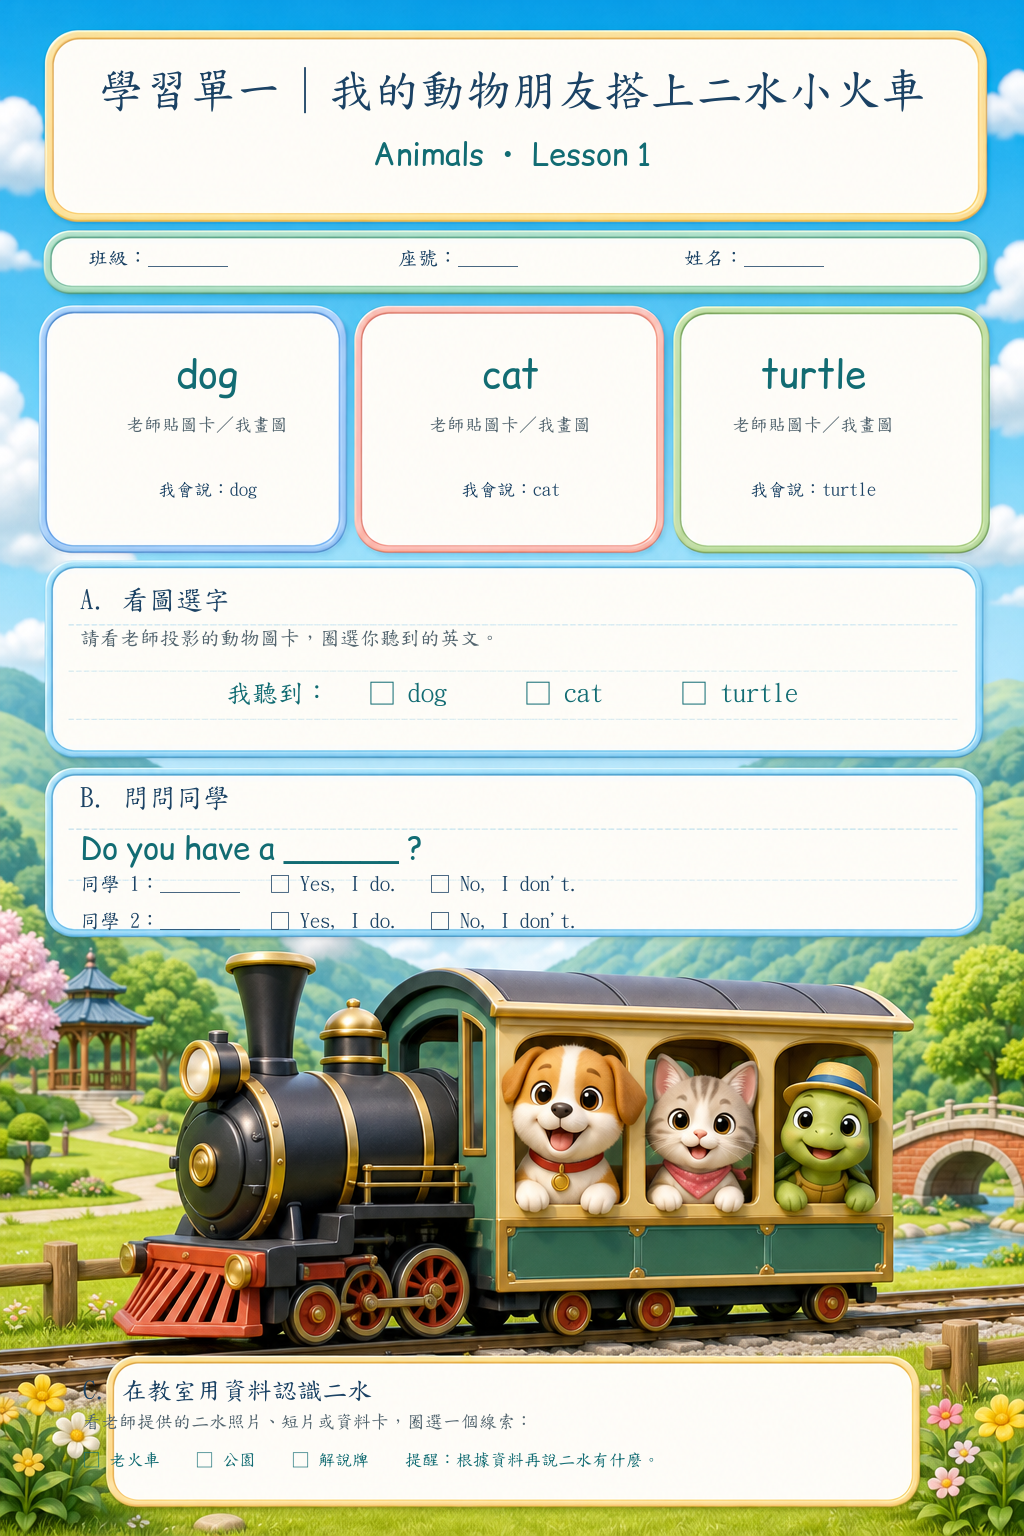 學習單一｜我的動物朋友搭上二水小火車
Animals · Lesson 1
班級：________ 座號：______ 姓名：________
dog
老師貼圖卡／我畫圖
我會說：dog
cat
老師貼圖卡／我畫圖
我會說：cat
turtle
老師貼圖卡／我畫圖
我會說：turtle
A. 看圖選字
請看老師投影的動物圖卡，圈選你聽到的英文。
我聽到： □ dog □ cat □ turtle
B. 問問同學
Do you have a ______ ?
同學 1：________ □ Yes, I do. □ No, I don't.
同學 2：________ □ Yes, I do. □ No, I don't.
C. 在教室用資料認識二水
看老師提供的二水照片、短片或資料卡，圈選一個線索：
□ 老火車 □ 公園 □ 解說牌 提醒：根據資料再說二水有什麼。